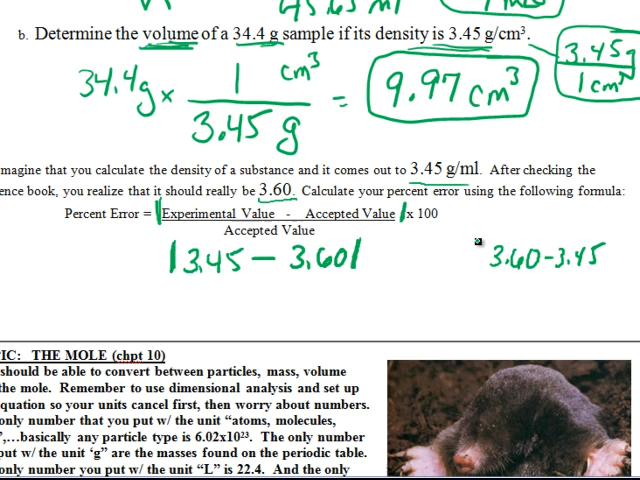 45.65 ml
b. Determine the volume of a 34.4 g sample if its density is 3.45 g/cm³.
3.45g
1 cm³
34.4g x 1 cm³ = 9.97 cm³
3.45 g
magine that you calculate the density of a substance and it comes out to 3.45 g/ml. After checking the
ence book, you realize that it should really be 3.60. Calculate your percent error using the following formula:
Percent Error = |Experimental Value - Accepted Value| x 100
Accepted Value
|3.45 – 3.60| 3.60-3.45
IC: THE MOLE (chpt 10)
should be able to convert between particles, mass, volume
the mole. Remember to use dimensional analysis and set up
equation so your units cancel first, then worry about numbers.
only number that you put w/ the unit “atoms, molecules,
',…basically any particle type is 6.02x10²³. The only number
put w/ the unit ‘g” are the masses found on the periodic table.
only number you put w/ the unit “L” is 22.4. And the only